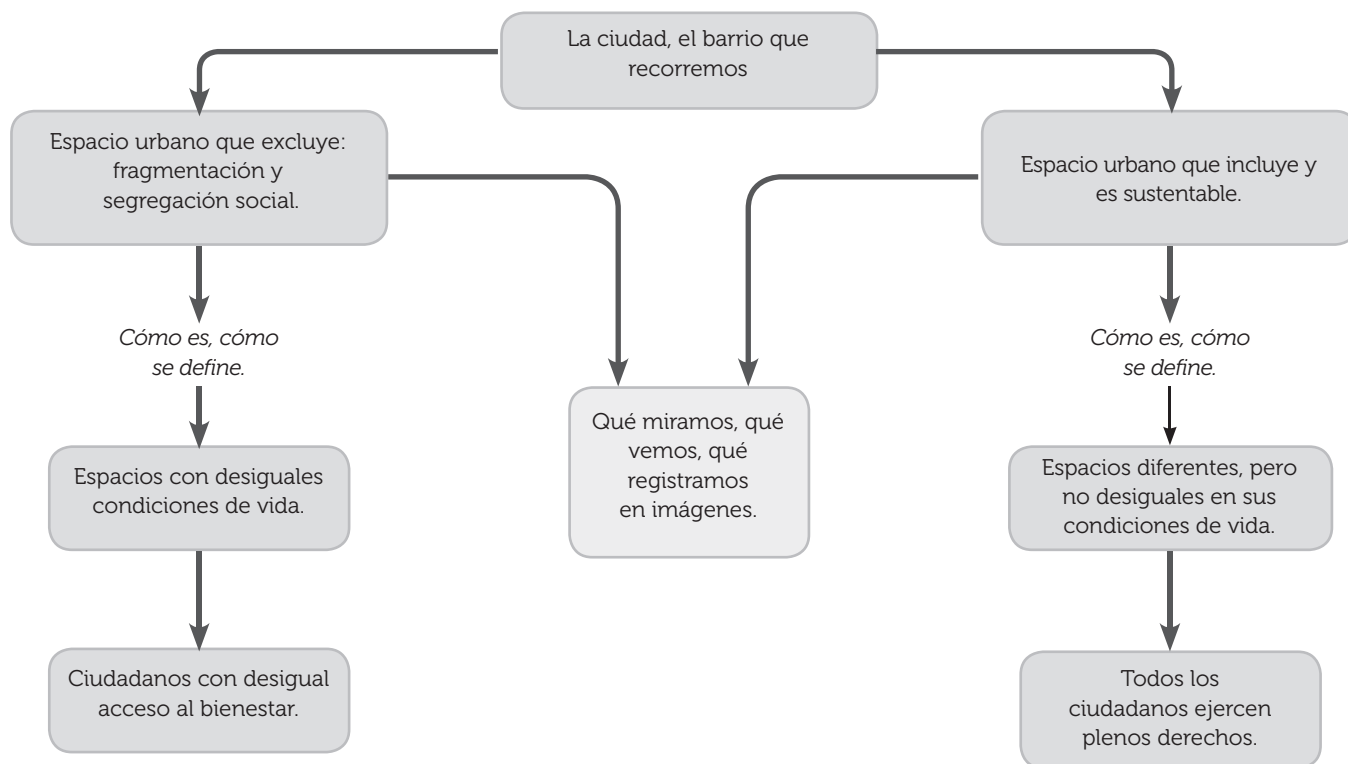 La ciudad, el barrio que
recorremos
Espacio urbano que excluye:
fragmentación y
segregación social.
Espacio urbano que incluye y
es sustentable.
Cómo es, cómo
se define.
Cómo es, cómo
se define.
Qué miramos, qué
vemos, qué
registramos
en imágenes.
Espacios con desiguales
condiciones de vida.
Espacios diferentes, pero
no desiguales en sus
condiciones de vida.
Ciudadanos con desigual
acceso al bienestar.
Todos los
ciudadanos ejercen
plenos derechos.